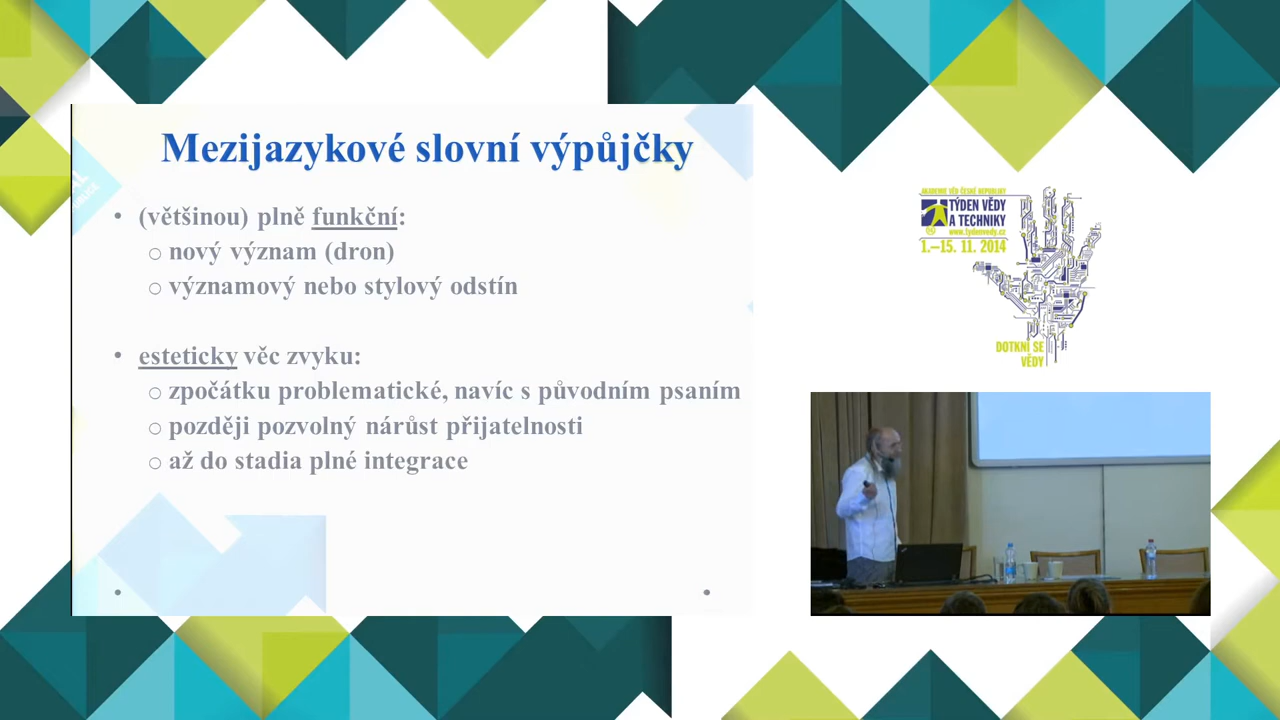 Mezijazykové slovní výpůjčky
• (většinou) plně funkční:
○ nový význam (dron)
○ významový nebo stylový odstín
• esteticky věc zvyku:
○ zpočátku problematické, navíc s původním psaním
○ později pozvolný nárůst přijatelnosti
○ až do stadia plné integrace
AKADEMIE VĚD ČESKÉ REPUBLIKY
TÝDEN VĚDY
A TECHNIKY
www.tydenvedy.cz
1.–15. 11. 2014
DOTKNI SE
VĚDY